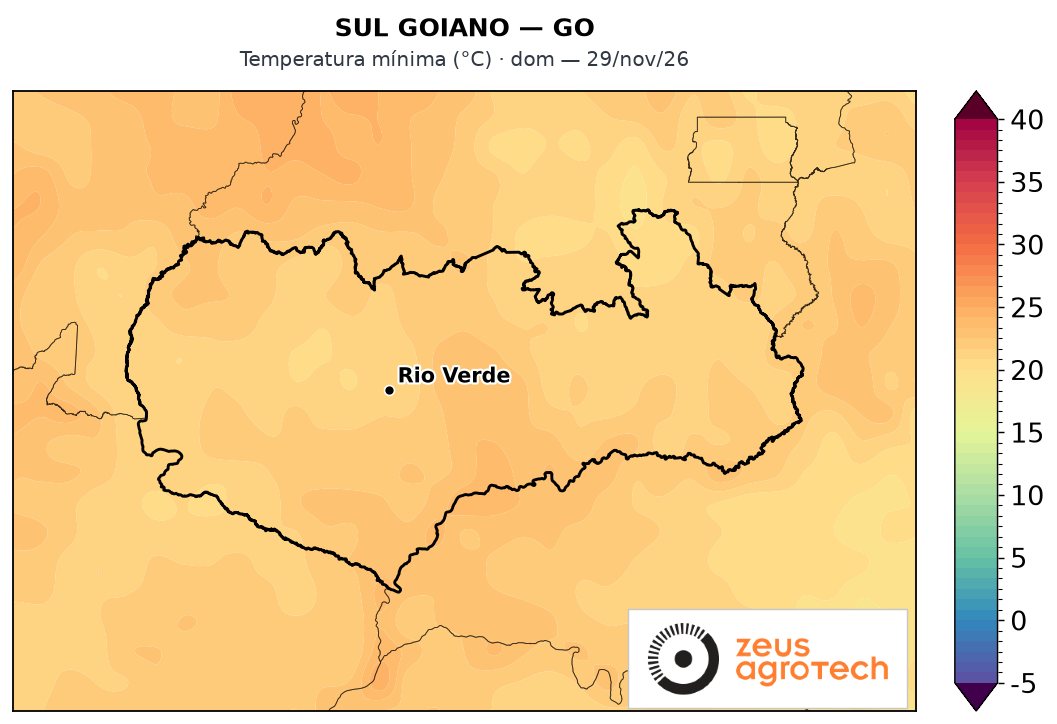 SUL GOIANO — GO
Temperatura mínima (°C) · dom — 29/nov/26
Rio Verde
40
35
30
25
20
15
10
5
0
-5
zeus
agrotech